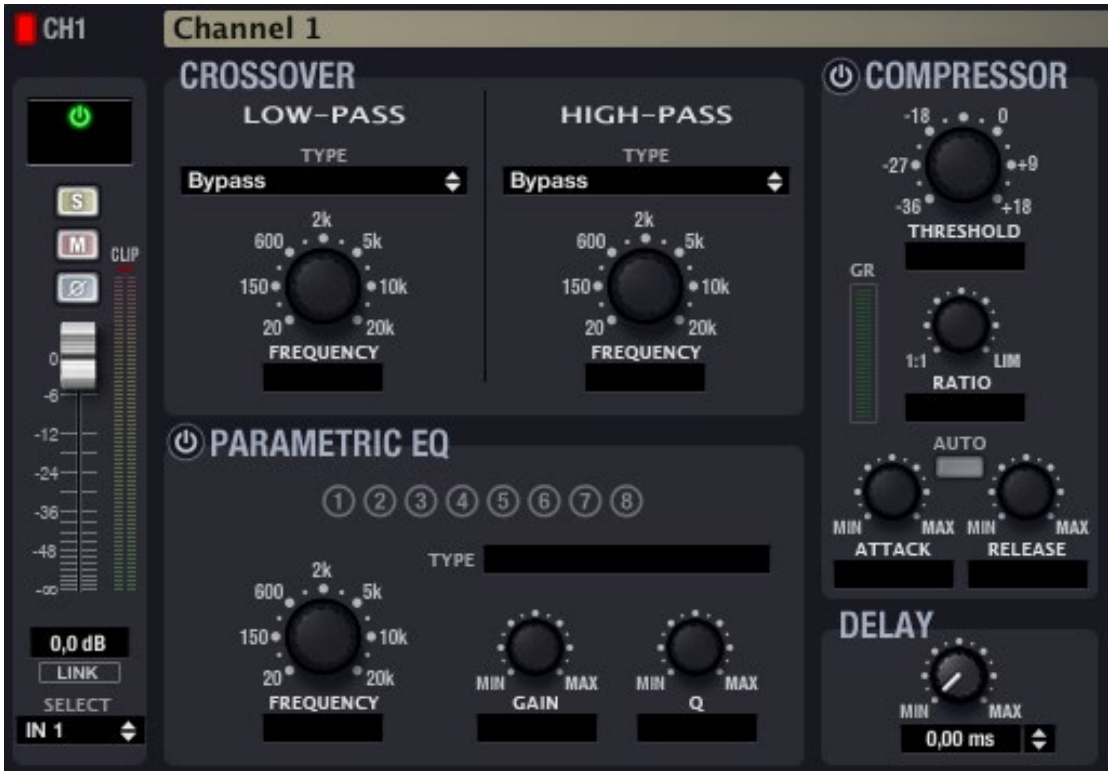 CH1
Channel 1
S
M
Ø
CLIP
0
-6
-12
-24
-36
-48
-∞
0,0 dB
LINK
SELECT
IN 1
CROSSOVER
LOW-PASS
TYPE
Bypass
2k
600 5k
150 10k
20 20k
FREQUENCY
HIGH-PASS
TYPE
Bypass
2k
600 5k
150 10k
20 20k
FREQUENCY
PARAMETRIC EQ
1 2 3 4 5 6 7 8
TYPE
2k
600 5k
150 10k
20 20k
FREQUENCY
MIN MAX
GAIN
MIN MAX
Q
COMPRESSOR
-18 0
-27 +9
-36 +18
THRESHOLD
GR
1:1 LIM
RATIO
AUTO
MIN MAX
ATTACK
MIN MAX
RELEASE
DELAY
MIN MAX
0,00 ms